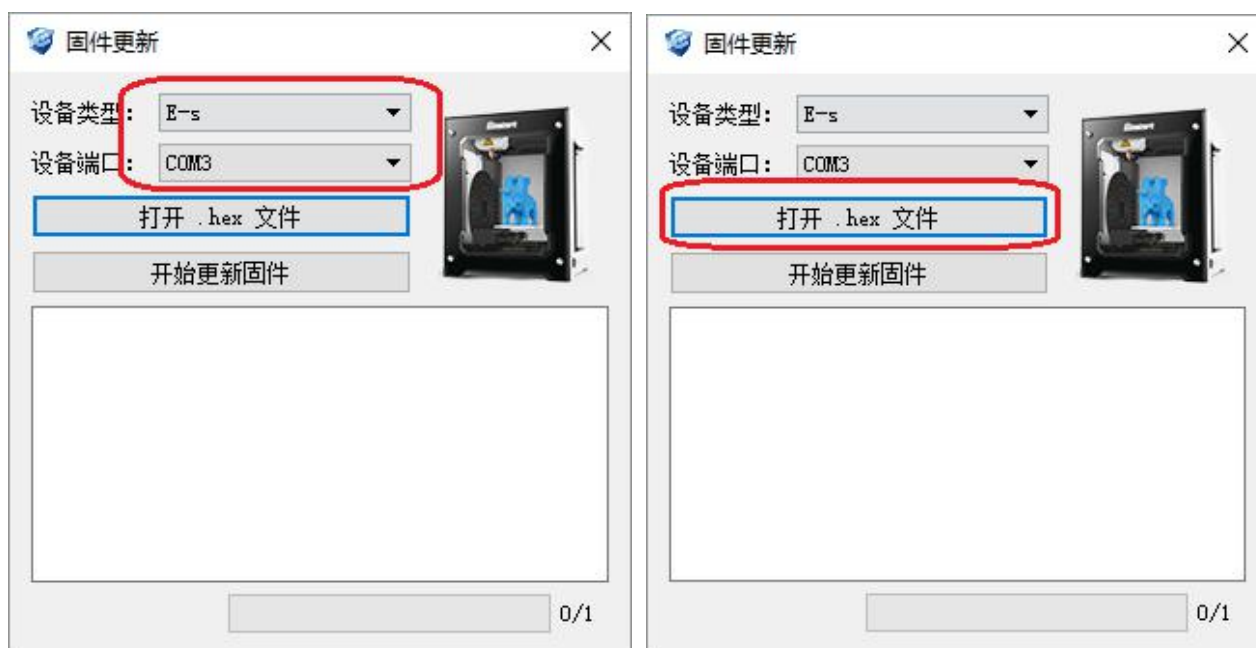 固件更新
设备类型: E-s
设备端口: COM3
打开 .hex 文件
开始更新固件
0/1
固件更新
设备类型: E-s
设备端口: COM3
打开 .hex 文件
开始更新固件
0/1